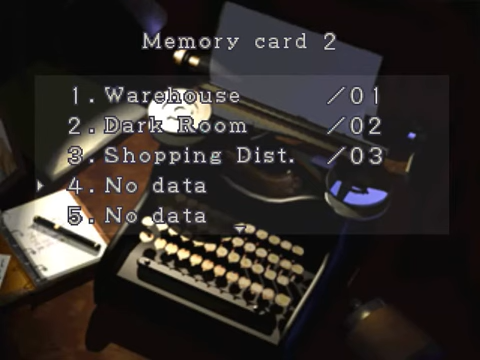 Memory card 2
1. Warehouse /01
2. Dark Room /02
3. Shopping Dist. /03
4. No data
5. No data